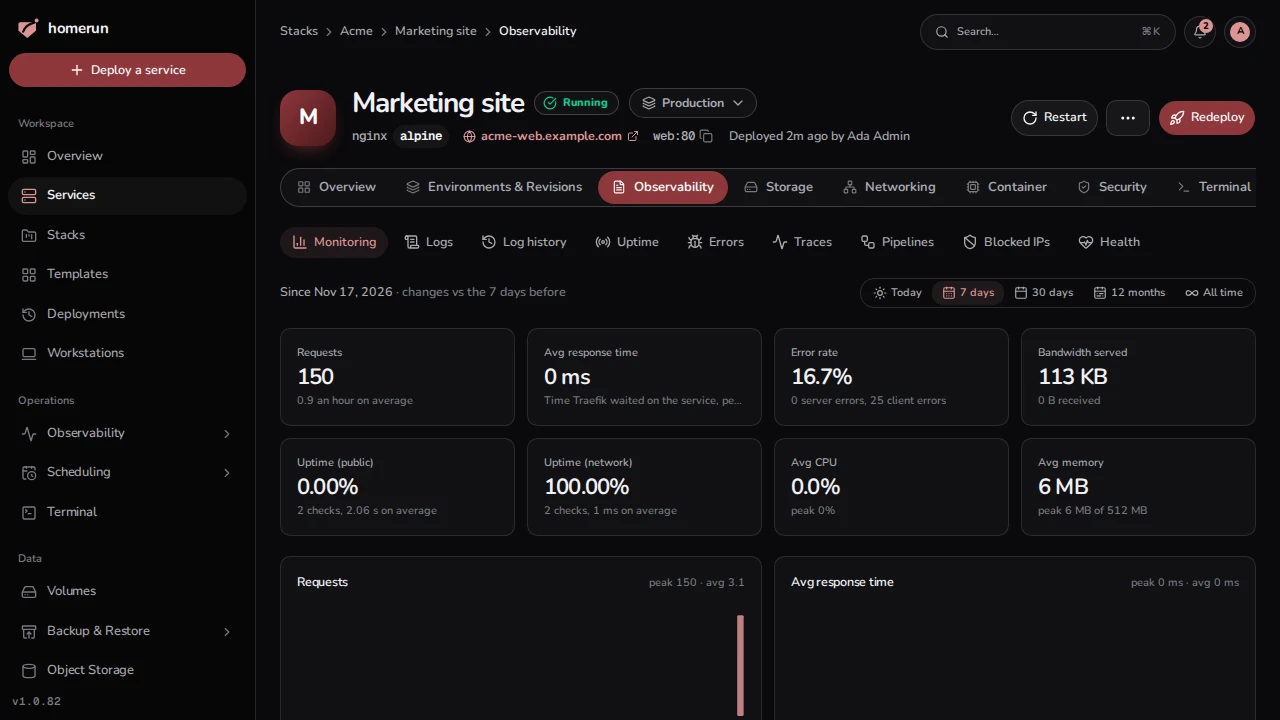 homerun
Stacks > Acme > Marketing site > Observability
Search...
⌘K
2
A
+ Deploy a service
Workspace
Overview
Services
Stacks
Templates
Deployments
Workstations
Operations
Observability
Scheduling
Terminal
Data
Volumes
Backup & Restore
Object Storage
v1.0.82
M
Marketing site
Running
Production
nginx alpine
acme-web.example.com
web:80
Deployed 2m ago by Ada Admin
Restart
Redeploy
Overview
Environments & Revisions
Observability
Storage
Networking
Container
Security
Terminal
Monitoring
Logs
Log history
Uptime
Errors
Traces
Pipelines
Blocked IPs
Health
Since Nov 17, 2026 · changes vs the 7 days before
Today
7 days
30 days
12 months
All time
Requests
150
0.9 an hour on average
Avg response time
0 ms
Time Traefik waited on the service, pe...
Error rate
16.7%
0 server errors, 25 client errors
Bandwidth served
113 KB
0 B received
Uptime (public)
0.00%
2 checks, 2.06 s on average
Uptime (network)
100.00%
2 checks, 1 ms on average
Avg CPU
0.0%
peak 0%
Avg memory
6 MB
peak 6 MB of 512 MB
Requests
peak 150 · avg 3.1
Avg response time
peak 0 ms · avg 0 ms